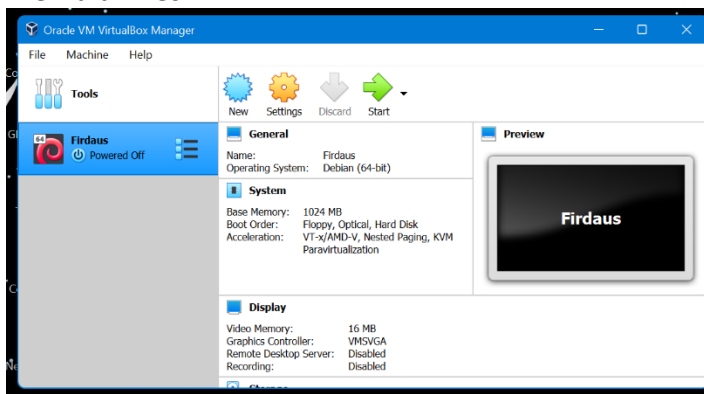 Oracle VM VirtualBox Manager
File Machine Help
Tools
New Settings Discard Start
64
Firdaus
Powered Off
General
Name: Firdaus
Operating System: Debian (64-bit)
System
Base Memory: 1024 MB
Boot Order: Floppy, Optical, Hard Disk
Acceleration: VT-x/AMD-V, Nested Paging, KVM
Paravirtualization
Preview
Firdaus
Display
Video Memory: 16 MB
Graphics Controller: VMSVGA
Remote Desktop Server: Disabled
Recording: Disabled